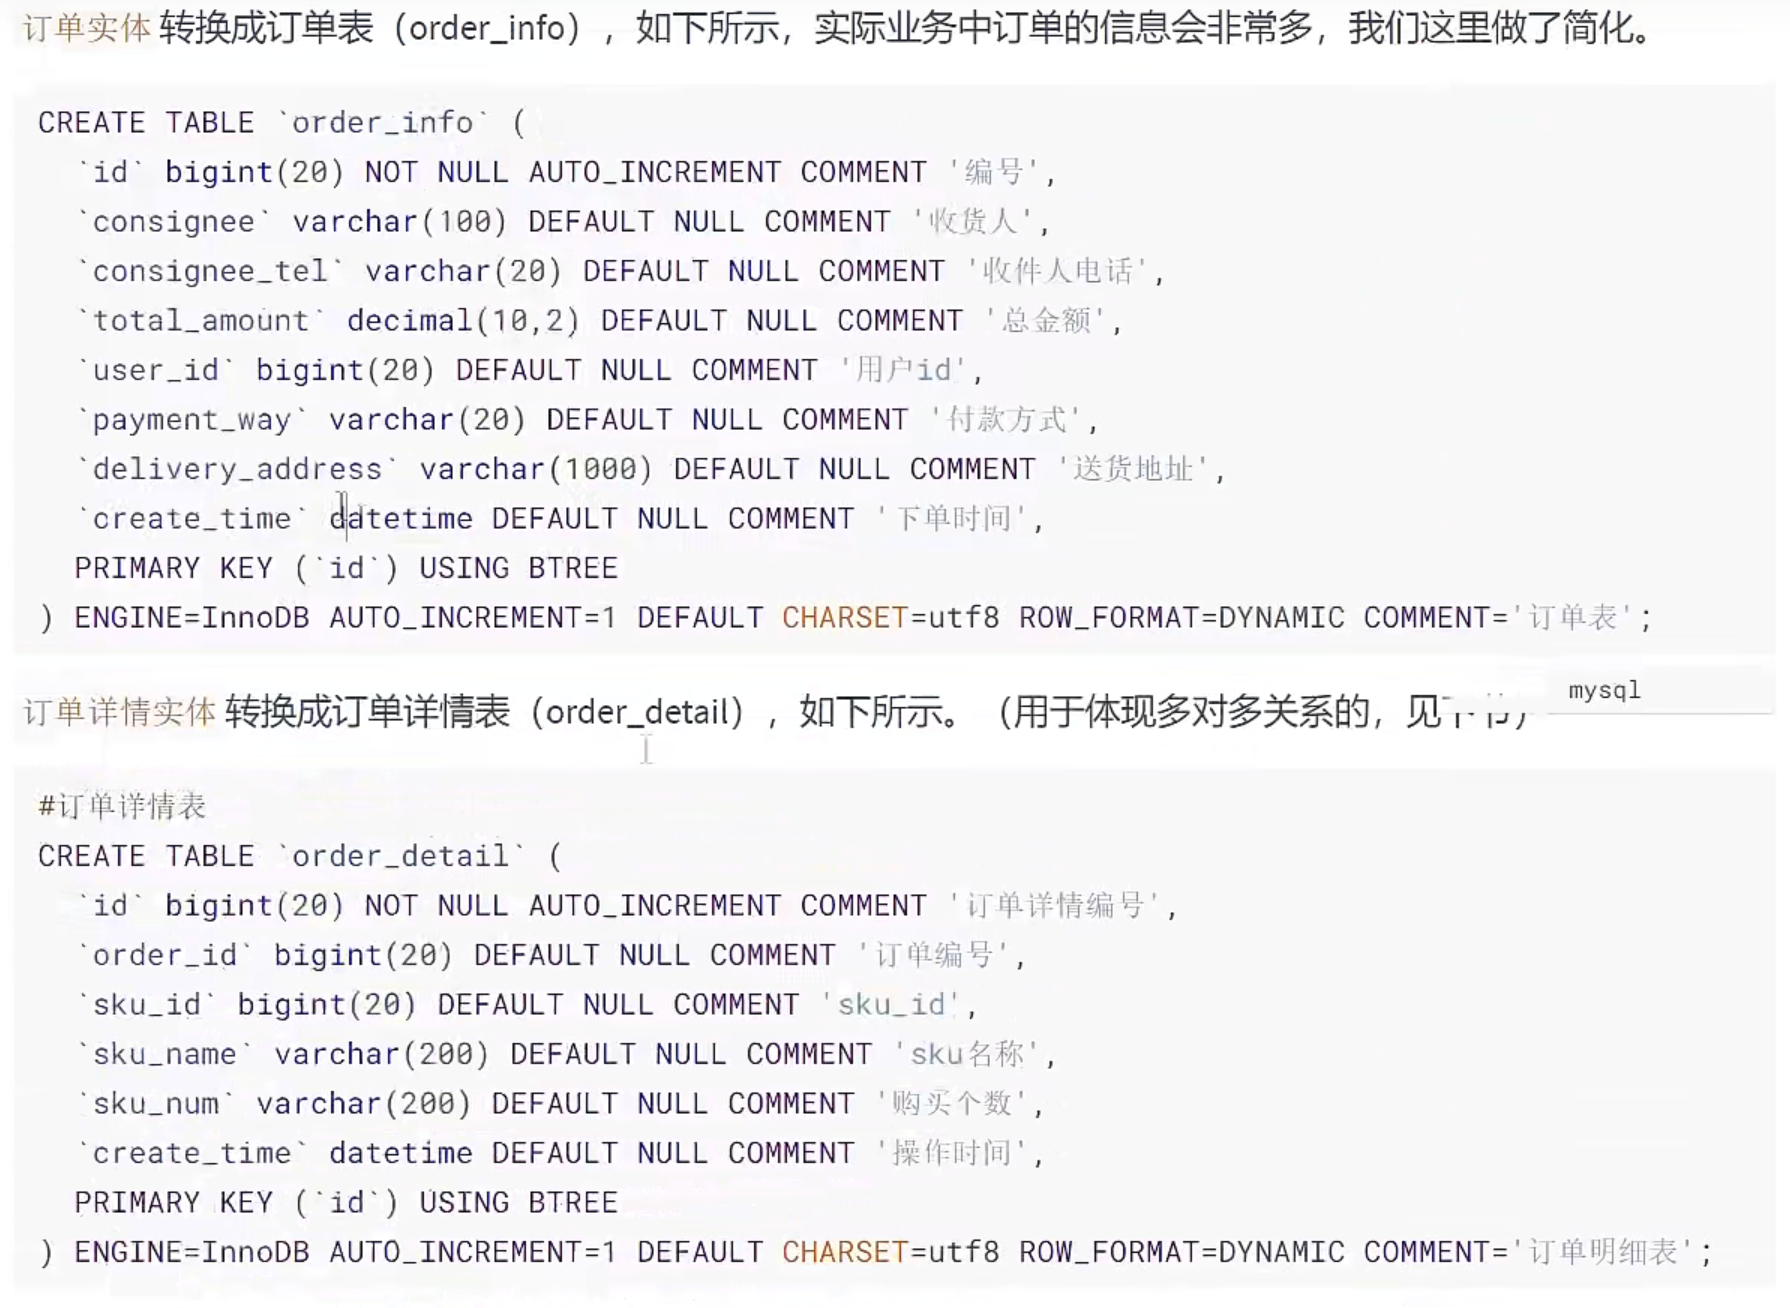 订单实体 转换成订单表（order_info），如下所示，实际业务中订单的信息会非常多，我们这里做了简化。
CREATE TABLE `order_info` (
`id` bigint(20) NOT NULL AUTO_INCREMENT COMMENT '编号',
`consignee` varchar(100) DEFAULT NULL COMMENT '收货人',
`consignee_tel` varchar(20) DEFAULT NULL COMMENT '收件人电话',
`total_amount` decimal(10,2) DEFAULT NULL COMMENT '总金额',
`user_id` bigint(20) DEFAULT NULL COMMENT '用户id',
`payment_way` varchar(20) DEFAULT NULL COMMENT '付款方式',
`delivery_address` varchar(1000) DEFAULT NULL COMMENT '送货地址',
`create_time` datetime DEFAULT NULL COMMENT '下单时间',
PRIMARY KEY (`id`) USING BTREE
) ENGINE=InnoDB AUTO_INCREMENT=1 DEFAULT CHARSET=utf8 ROW_FORMAT=DYNAMIC COMMENT='订单表';
mysql
订单详情实体 转换成订单详情表（order_detail），如下所示。（用于体现多对多关系的，见
#订单详情表
CREATE TABLE `order_detail` (
`id` bigint(20) NOT NULL AUTO_INCREMENT COMMENT '订单详情编号',
`order_id` bigint(20) DEFAULT NULL COMMENT '订单编号',
`sku_id` bigint(20) DEFAULT NULL COMMENT 'sku_id',
`sku_name` varchar(200) DEFAULT NULL COMMENT 'sku名称',
`sku_num` varchar(200) DEFAULT NULL COMMENT '购买个数',
`create_time` datetime DEFAULT NULL COMMENT '操作时间',
PRIMARY KEY (`id`) USING BTREE
) ENGINE=InnoDB AUTO_INCREMENT=1 DEFAULT CHARSET=utf8 ROW_FORMAT=DYNAMIC COMMENT='订单明细表';